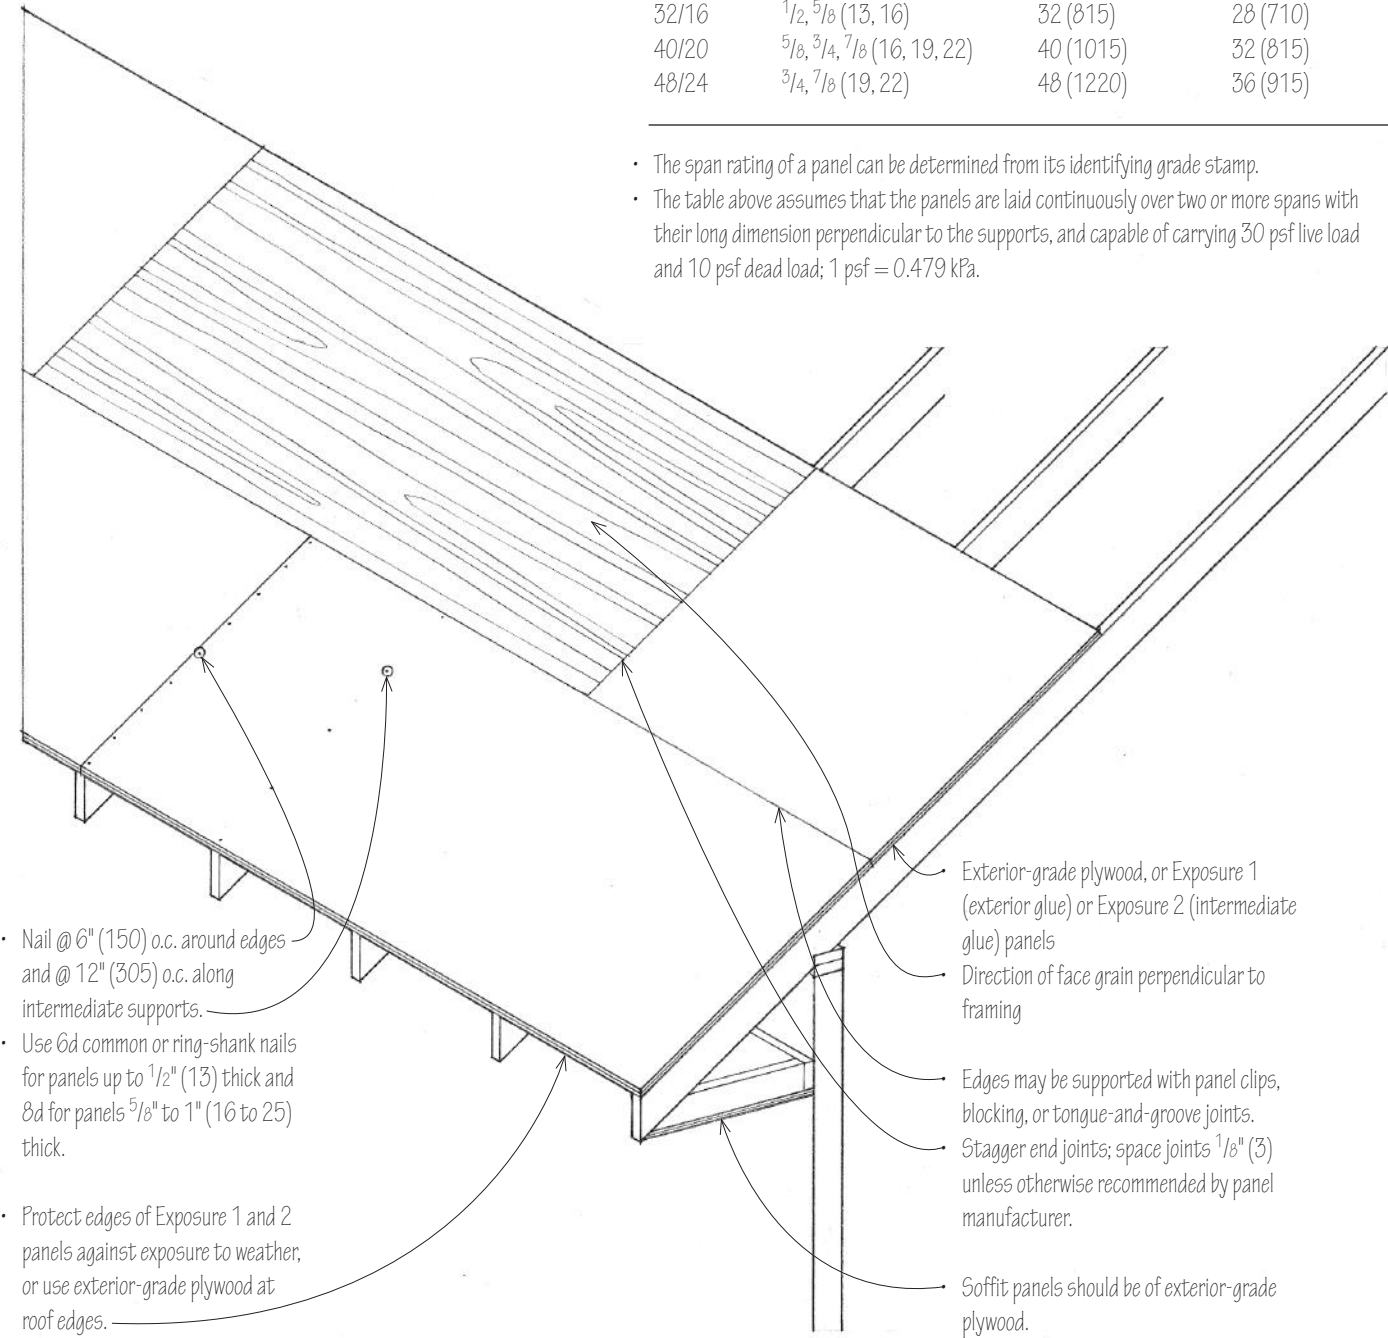 32/16 1/2, 5/8 (13, 16) 32 (815) 28 (710)
40/20 5/8, 3/4, 7/8 (16, 19, 22) 40 (1015) 32 (815)
48/24 3/4, 7/8 (19, 22) 48 (1220) 36 (915)
• The span rating of a panel can be determined from its identifying grade stamp.
• The table above assumes that the panels are laid continuously over two or more spans with
their long dimension perpendicular to the supports, and capable of carrying 30 psf live load
and 10 psf dead load; 1 psf = 0.479 kPa.
• Nail @ 6" (150) o.c. around edges
and @ 12" (305) o.c. along
intermediate supports.
• Use 6d common or ring-shank nails
for panels up to 1/2" (13) thick and
8d for panels 5/8" to 1" (16 to 25)
thick.
• Protect edges of Exposure 1 and 2
panels against exposure to weather,
or use exterior-grade plywood at
roof edges.
• Exterior-grade plywood, or Exposure 1
(exterior glue) or Exposure 2 (intermediate
glue) panels
• Direction of face grain perpendicular to
framing
• Edges may be supported with panel clips,
blocking, or tongue-and-groove joints.
• Stagger end joints; space joints 1/8" (3)
unless otherwise recommended by panel
manufacturer.
• Soffit panels should be of exterior-grade
plywood.